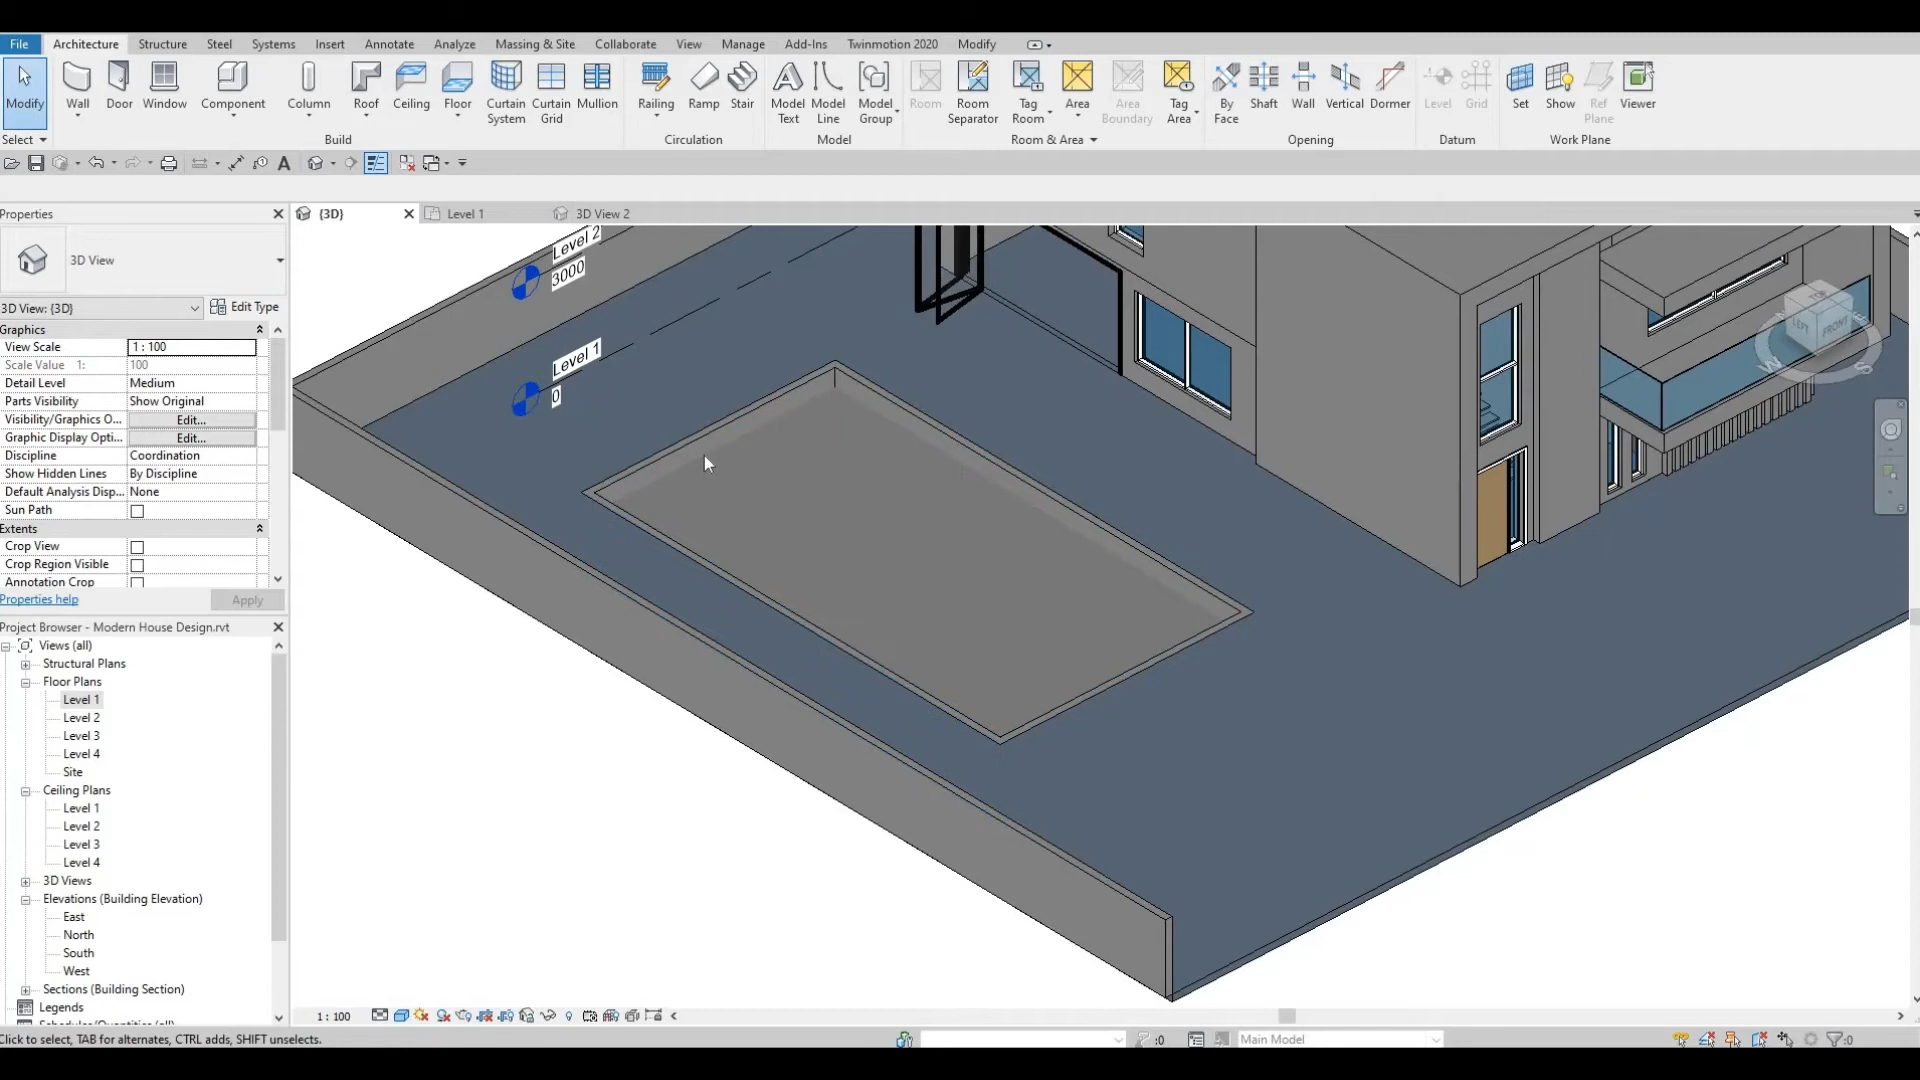 File Architecture Structure Steel Systems Insert Annotate Analyze Massing & Site Collaborate View Manage Add-Ins Twinmotion 2020 Modify
Modify Wall Door Window Component Column Roof Ceiling Floor Curtain System Curtain Grid Mullion Railing Ramp Stair Model Text Model Line Model Group Room Room Separator Tag Room Area Area Boundary Tag Area By Face Shaft Wall Vertical Dormer Level Grid Set Show Ref Plane Viewer
Select Build Circulation Model Room & Area Opening Datum Work Plane
Properties
{3D} Level 1 3D View 2
3D View
3D View: {3D} Edit Type
Graphics
View Scale 1 : 100
Scale Value 1: 100
Detail Level Medium
Parts Visibility Show Original
Visibility/Graphics O... Edit...
Graphic Display Opti... Edit...
Discipline Coordination
Show Hidden Lines By Discipline
Default Analysis Disp... None
Sun Path
Extents
Crop View
Crop Region Visible
Annotation Crop
Properties help Apply
Project Browser - Modern House Design.rvt
Views (all)
Structural Plans
Floor Plans
Level 1
Level 2
Level 3
Level 4
Site
Ceiling Plans
Level 1
Level 2
Level 3
Level 4
3D Views
Elevations (Building Elevation)
East
North
South
West
Sections (Building Section)
Legends
Level 2
3000
Level 1
0
TOP
LEFT FRONT
W
S
1 : 100
Click to select, TAB for alternates, CTRL adds, SHIFT unselects.
:0
Main Model
:0